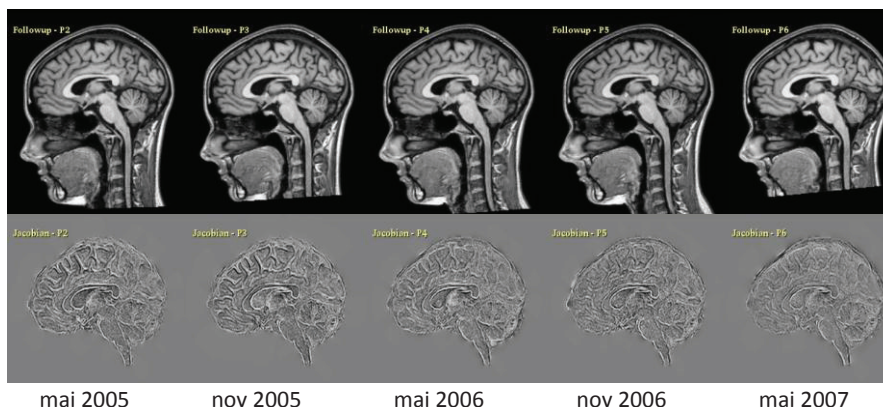 Followup - P2
Followup - P3
Followup - P4
Followup - P5
Followup - P6
Jacobian - P2
Jacobian - P3
Jacobian - P4
Jacobian - P5
Jacobian - P6
mai 2005
nov 2005
mai 2006
nov 2006
mai 2007